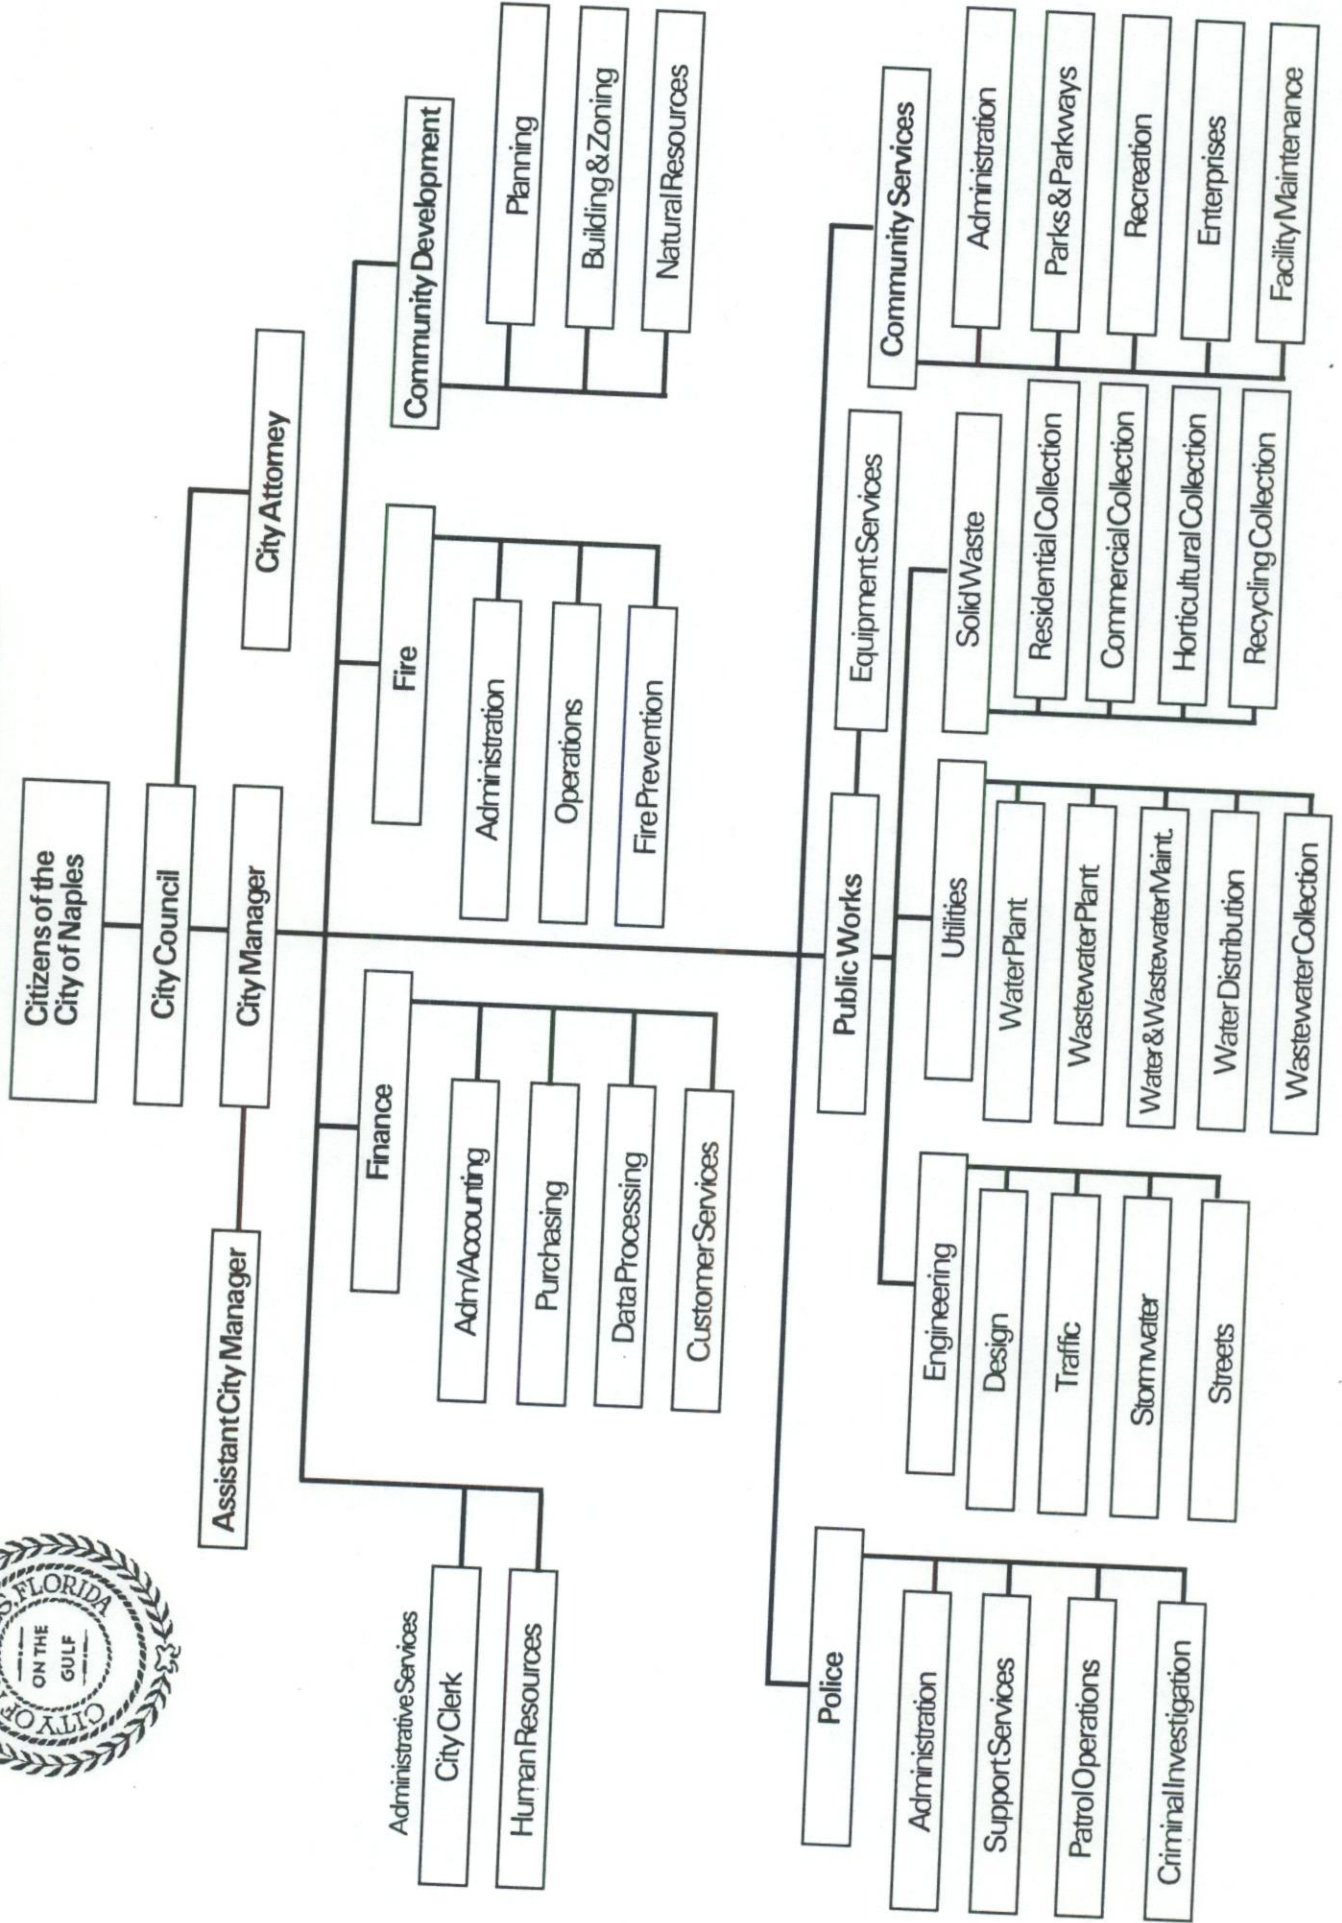 CITY OF
S, FLORIDA
ON THE
GULF
Citizens of the
City of Naples
City Council
City Attorney
City Manager
Assistant City Manager
Administrative Services
City Clerk
Human Resources
Finance
Adm/Accounting
Purchasing
Data Processing
Customer Services
Fire
Administration
Operations
Fire Prevention
Community Development
Planning
Building & Zoning
Natural Resources
Police
Administration
Support Services
Patrol Operations
Criminal Investigation
Public Works
Equipment Services
Engineering
Design
Traffic
Stormwater
Streets
Utilities
Water Plant
Wastewater Plant
Water & Wastewater Maint.
Water Distribution
Wastewater Collection
Solid Waste
Residential Collection
Commercial Collection
Horticultural Collection
Recycling Collection
Community Services
Administration
Parks & Parkways
Recreation
Enterprises
Facility Maintenance